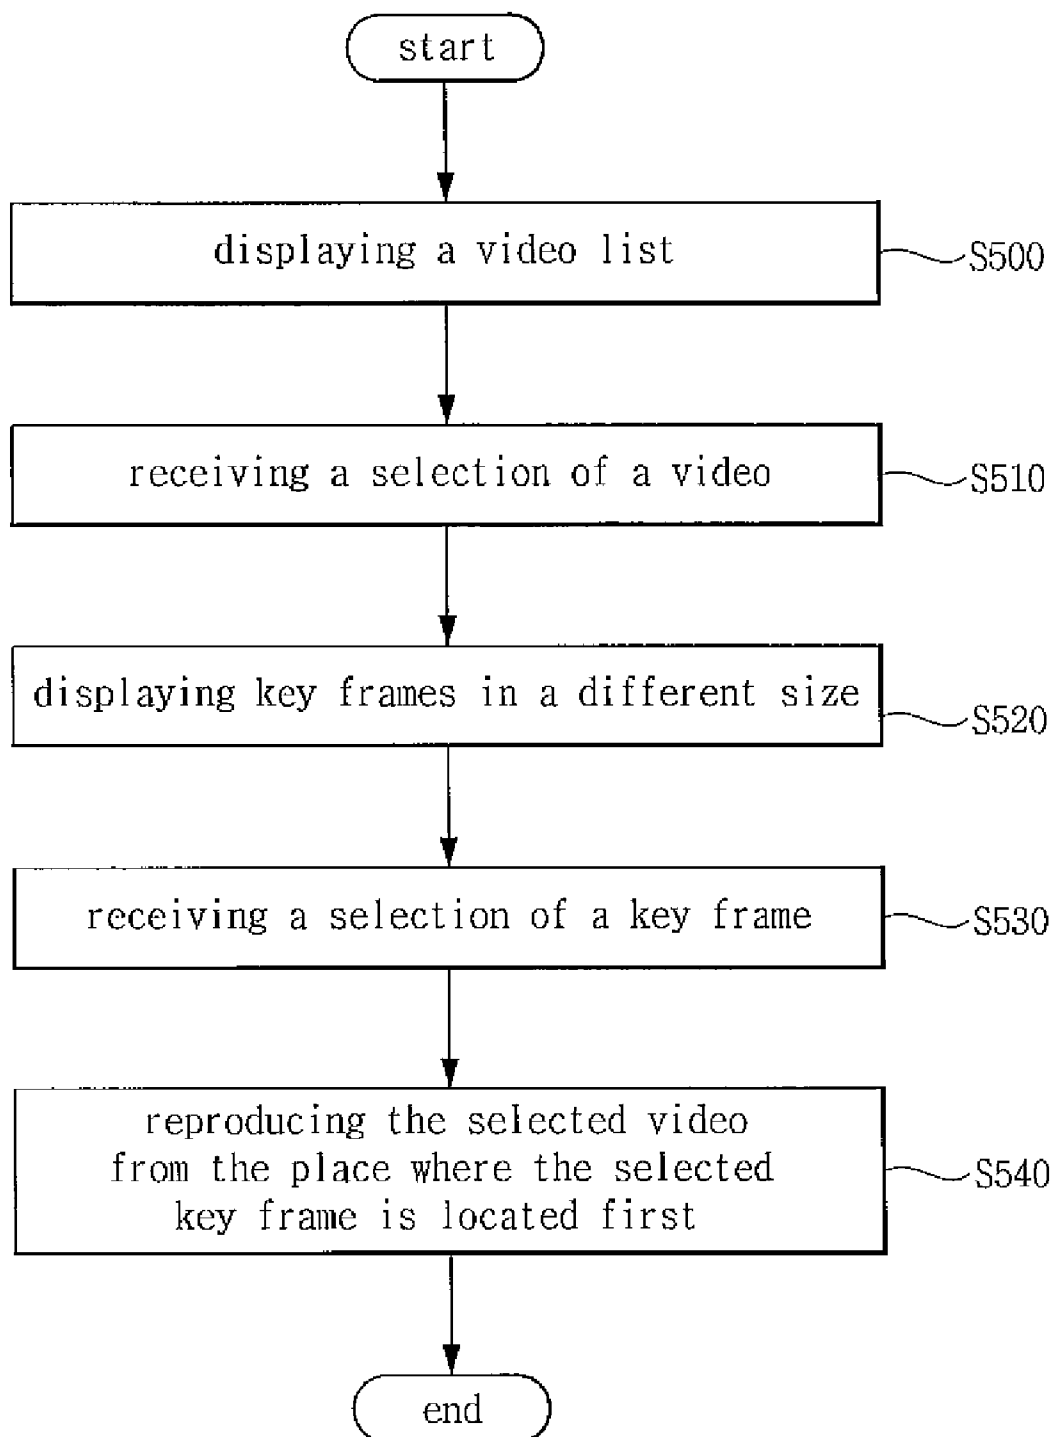 start
displaying a video list
S500
receiving a selection of a video
S510
displaying key frames in a different size
S520
receiving a selection of a key frame
S530
reproducing the selected video
from the place where the selected
key frame is located first
S540
end